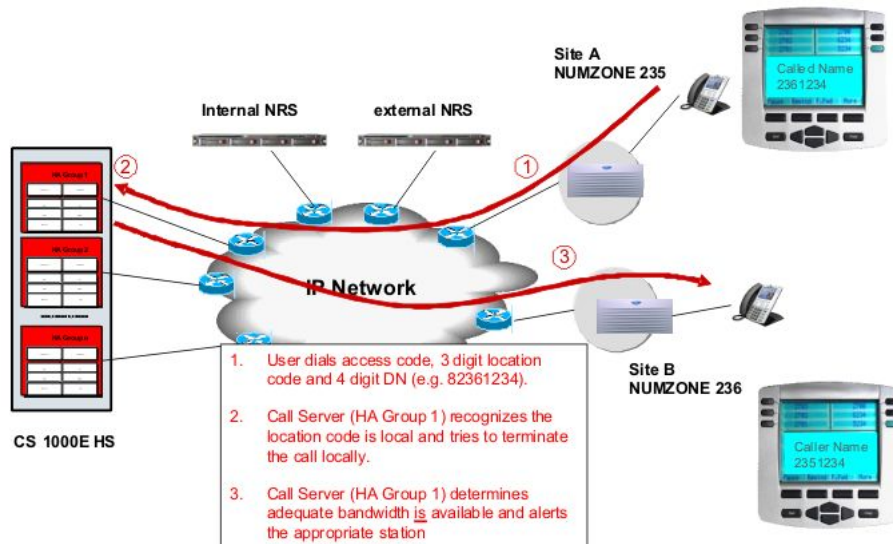 Site A
NUMZONE 235
Called Name
2361234
Internal NRS
external NRS
1
2
HA Group 1
3
IP Network
Site B
NUMZONE 236
CS 1000E HS
1. User dials access code, 3 digit location
code and 4 digit DN (e.g. 82361234).
2. Call Server (HA Group 1) recognizes the
location code is local and tries to terminate
the call locally.
3. Call Server (HA Group 1) determines
adequate bandwidth is available and alerts
the appropriate station
Caller Name
2351234